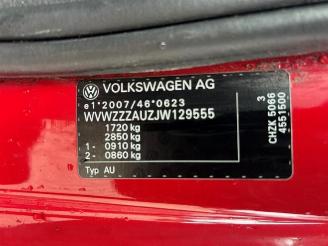 VOLKSWAGEN AG
e1*2007/46*0623
WVWZZZAUZJW129555
1720 kg
2850 kg
1- 0910 kg
2- 0860 kg
Typ AU
3
CHZK 5066
4551500